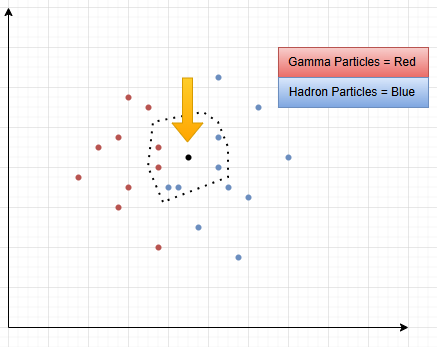 Gamma Particles = Red
Hadron Particles = Blue